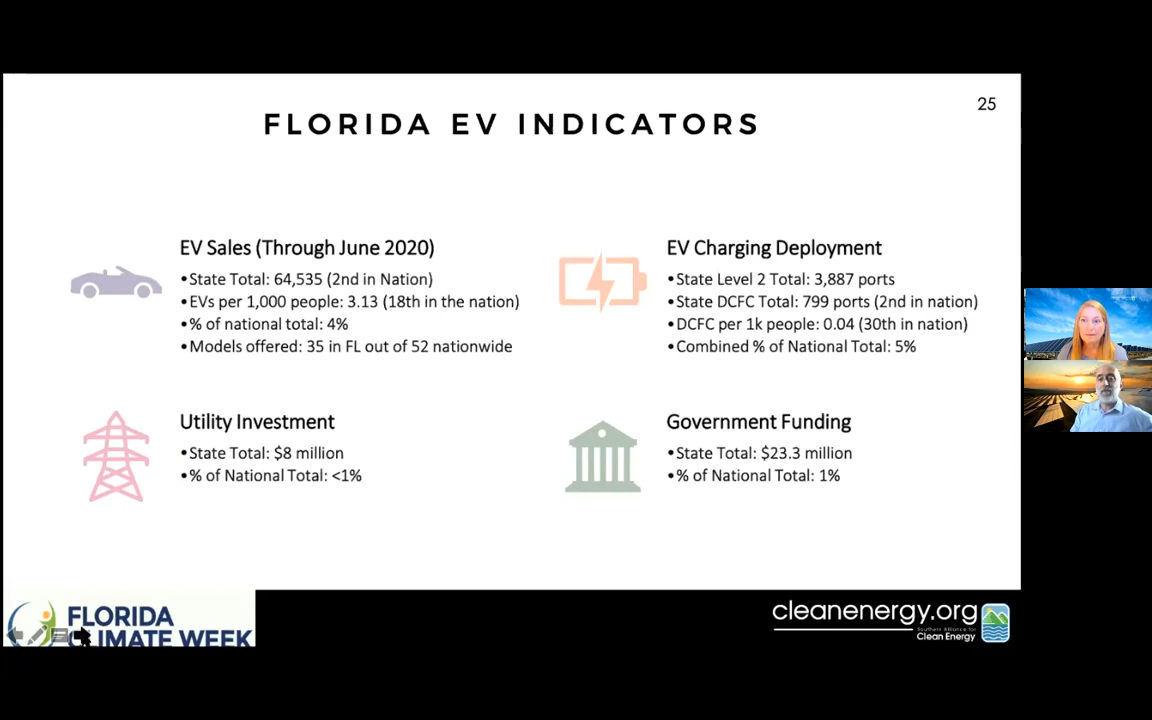 25
FLORIDA EV INDICATORS
EV Sales (Through June 2020)
•State Total: 64,535 (2nd in Nation)
•EVs per 1,000 people: 3.13 (18th in the nation)
•% of national total: 4%
•Models offered: 35 in FL out of 52 nationwide
EV Charging Deployment
•State Level 2 Total: 3,887 ports
•State DCFC Total: 799 ports (2nd in nation)
•DCFC per 1k people: 0.04 (30th in nation)
•Combined % of National Total: 5%
Utility Investment
•State Total: $8 million
•% of National Total: <1%
Government Funding
•State Total: $23.3 million
•% of National Total: 1%
FLORIDA
CLIMATE WEEK
cleanenergy.org
Southern Alliance for
Clean Energy